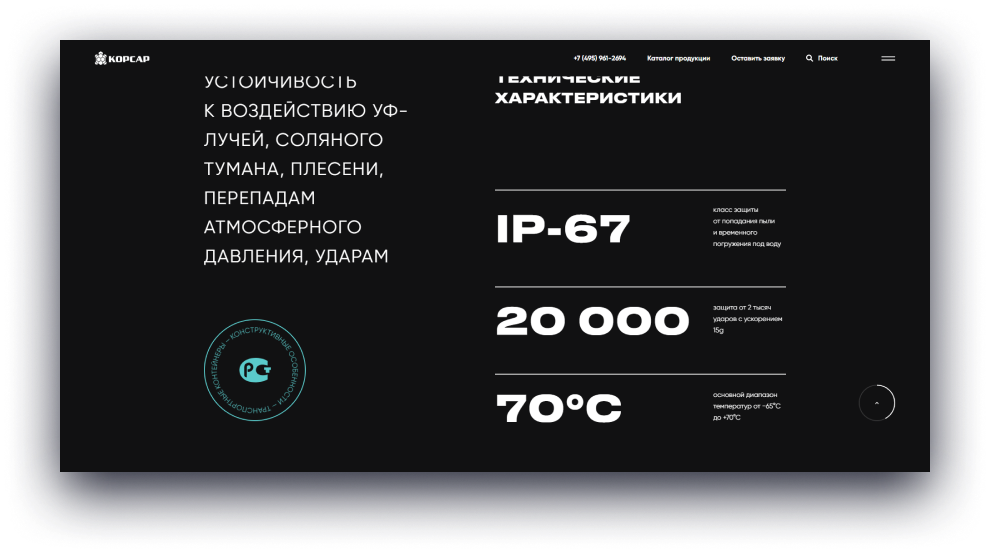 КОРСАР
+7 (495) 961-2694 Каталог продукции Оставить заявку Поиск
УСТОЙЧИВОСТЬ
К ВОЗДЕЙСТВИЮ УФ-
ЛУЧЕЙ, СОЛЯНОГО
ТУМАНА, ПЛЕСЕНИ,
ПЕРЕПАДАМ
АТМОСФЕРНОГО
ДАВЛЕНИЯ, УДАРАМ
КОНСТРУКТИВНЫЕ ОСОБЕННОСТИ — ТРАНСПОРТНЫЕ КОНТЕЙНЕРЫ —
РСТ
ТЕХНИЧЕСКИЕ
ХАРАКТЕРИСТИКИ
IP-67
класс защиты
от попадания пыли
и временного
погружения под воду
20 000
защита от 2 тысяч
ударов с ускорением
15g
70°C
основной диапазон
температур от -65°C
до +70°C